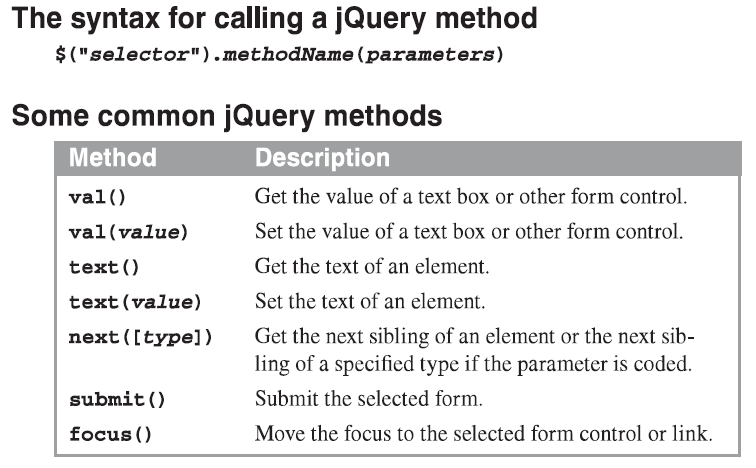 The syntax for calling a jQuery method
$("selector").methodName(parameters)
Some common jQuery methods
Method Description
val() Get the value of a text box or other form control.
val(value) Set the value of a text box or other form control.
text() Get the text of an element.
text(value) Set the text of an element.
next([type]) Get the next sibling of an element or the next sib-
ling of a specified type if the parameter is coded.
submit() Submit the selected form.
focus() Move the focus to the selected form control or link.